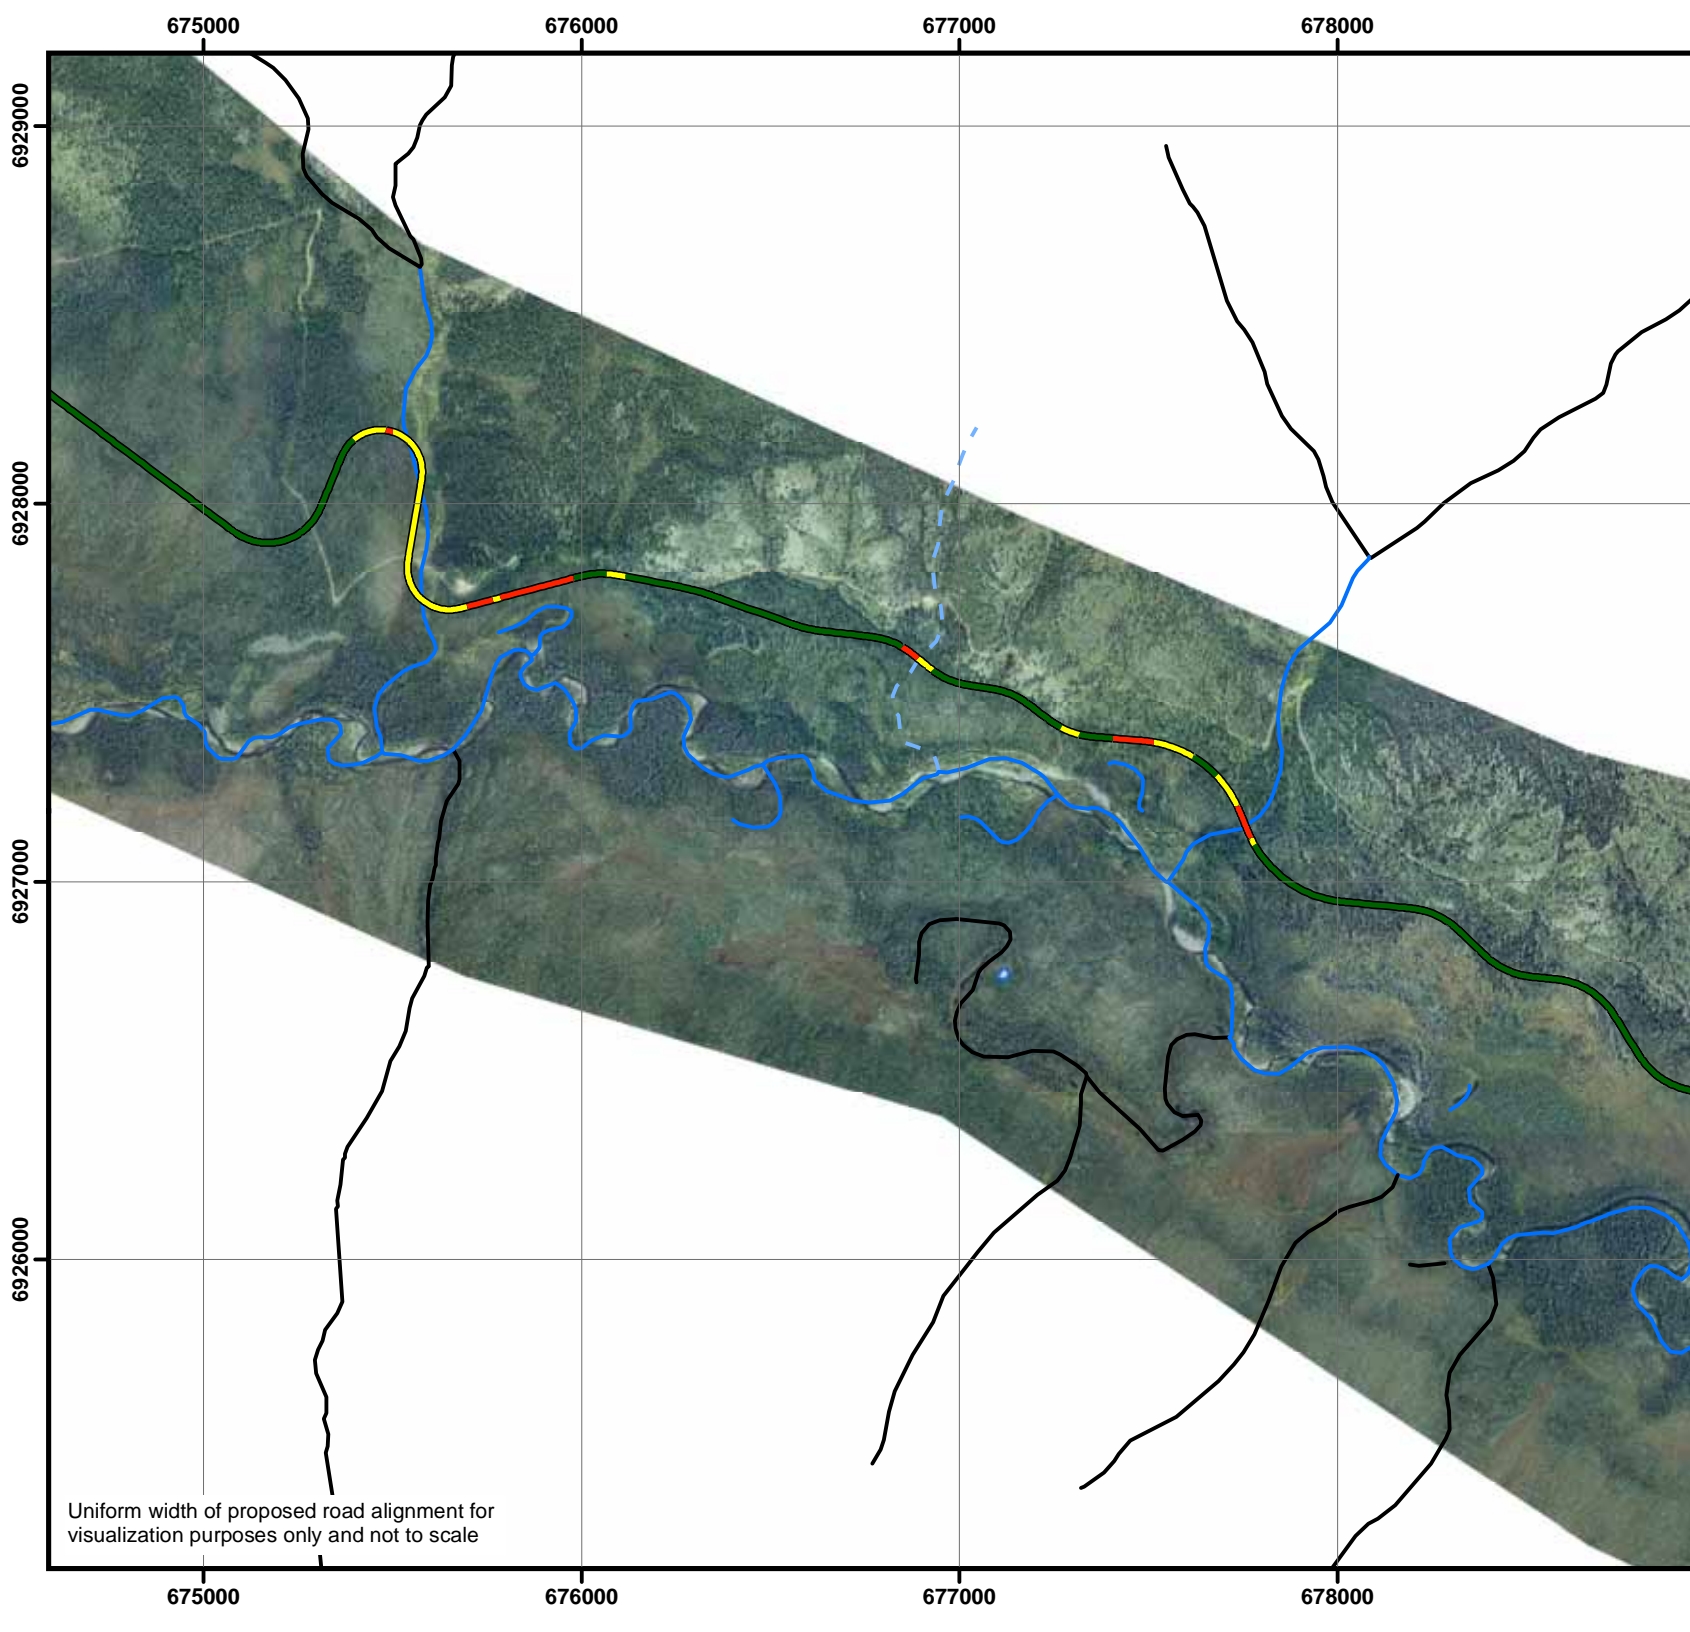 675000 676000 677000 678000
6929000
6928000
6927000
6926000
Uniform width of proposed road alignment for
visualization purposes only and not to scale
675000 676000 677000 678000